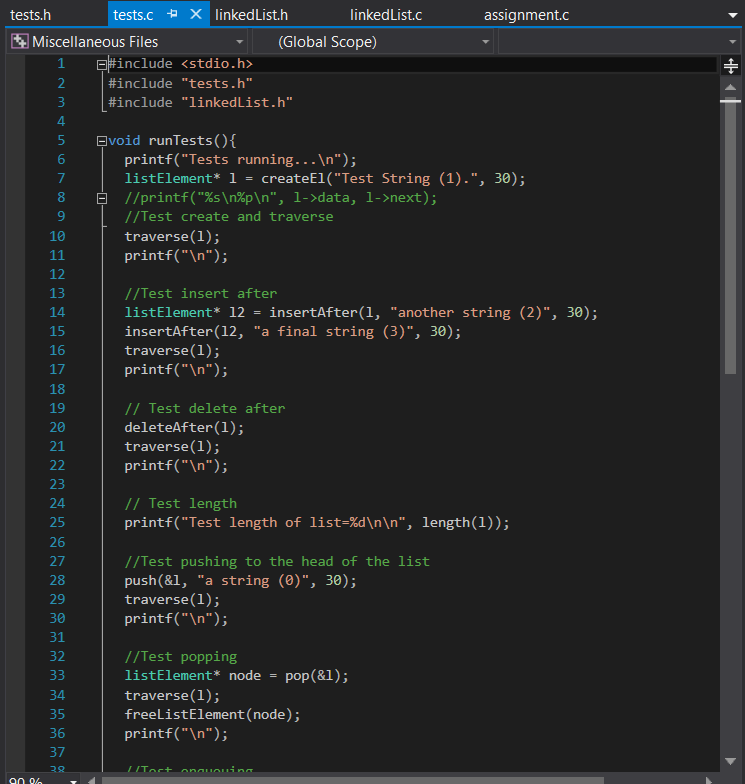 tests.h tests.c linkedList.h linkedList.c assignment.c
Miscellaneous Files (Global Scope)
1 #include <stdio.h>
2 #include "tests.h"
3 #include "linkedList.h"
4
5 void runTests(){
6 printf("Tests running...\n");
7 listElement* l = createEl("Test String (1).", 30);
8 //printf("%s\n%p\n", l->data, l->next);
9 //Test create and traverse
10 traverse(l);
11 printf("\n");
12
13 //Test insert after
14 listElement* l2 = insertAfter(l, "another string (2)", 30);
15 insertAfter(l2, "a final string (3)", 30);
16 traverse(l);
17 printf("\n");
18
19 // Test delete after
20 deleteAfter(l);
21 traverse(l);
22 printf("\n");
23
24 // Test length
25 printf("Test length of list=%d\n\n", length(l));
26
27 //Test pushing to the head of the list
28 push(&l, "a string (0)", 30);
29 traverse(l);
30 printf("\n");
31
32 //Test popping
33 listElement* node = pop(&l);
34 traverse(l);
35 freeListElement(node);
36 printf("\n");
37
38 //Test enqueuing
90 %